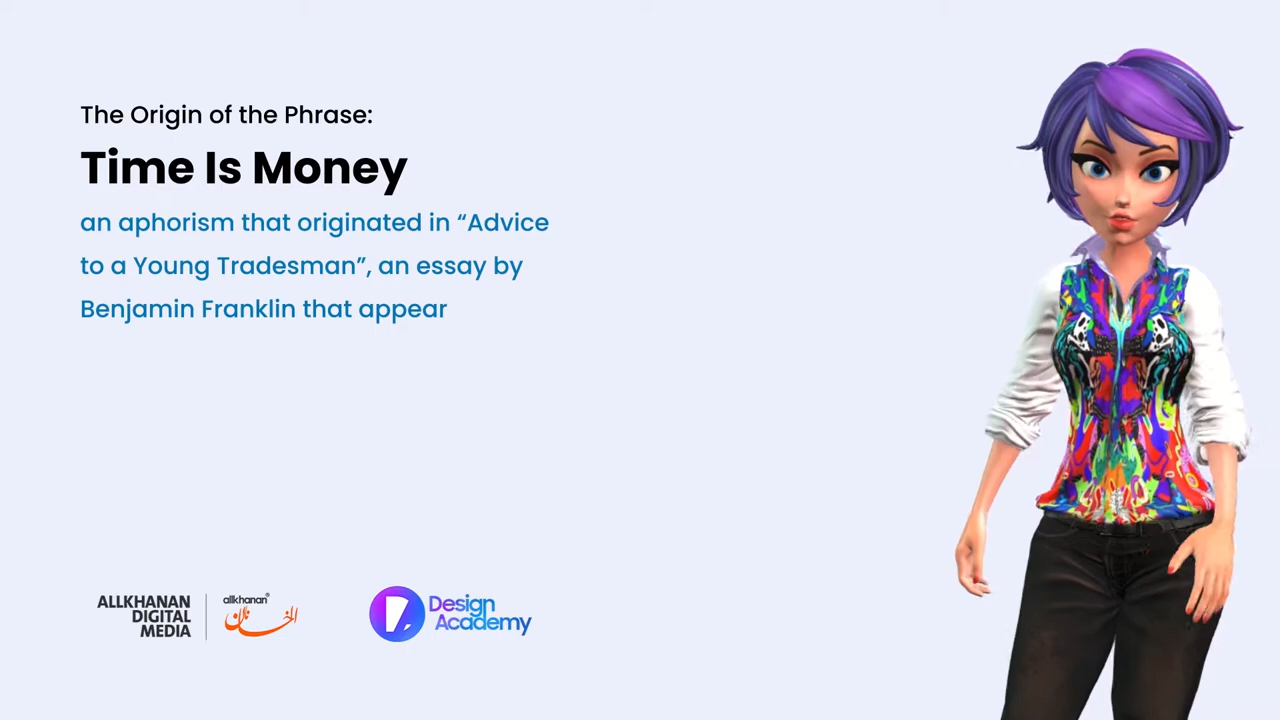 The Origin of the Phrase:
Time Is Money
an aphorism that originated in “Advice
to a Young Tradesman”, an essay by
Benjamin Franklin that appear
ALLKHANAN
DIGITAL
MEDIA
allkhanan®
الخانان
Design
Academy